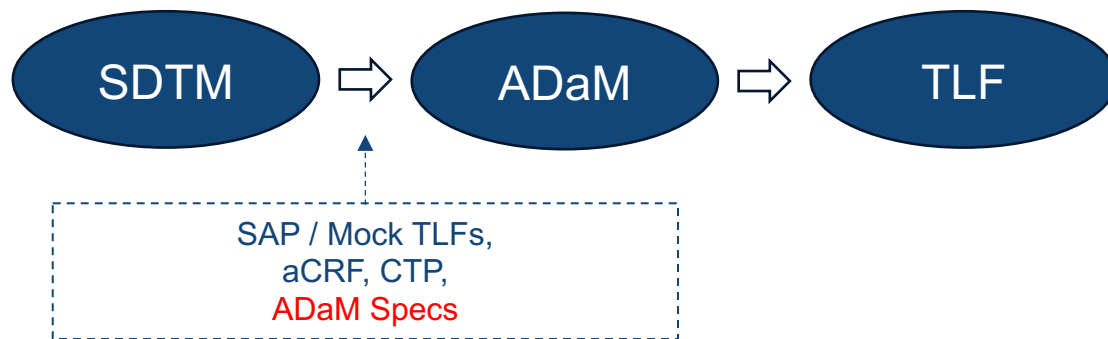 SDTM
ADaM
TLF
SAP / Mock TLFs,
aCRF, CTP,
ADaM Specs